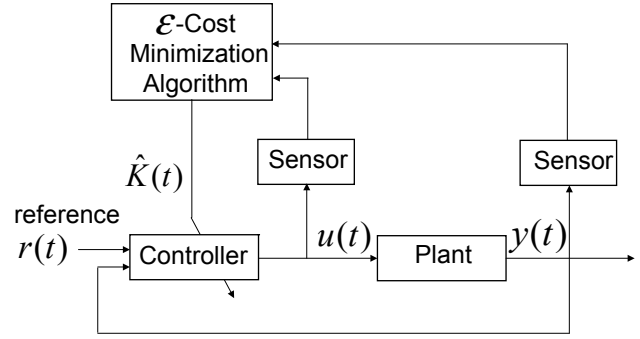 ℰ-Cost
Minimization
Algorithm
Sensor
Sensor
K̂(t)
reference
r(t)
Controller
u(t)
Plant
y(t)